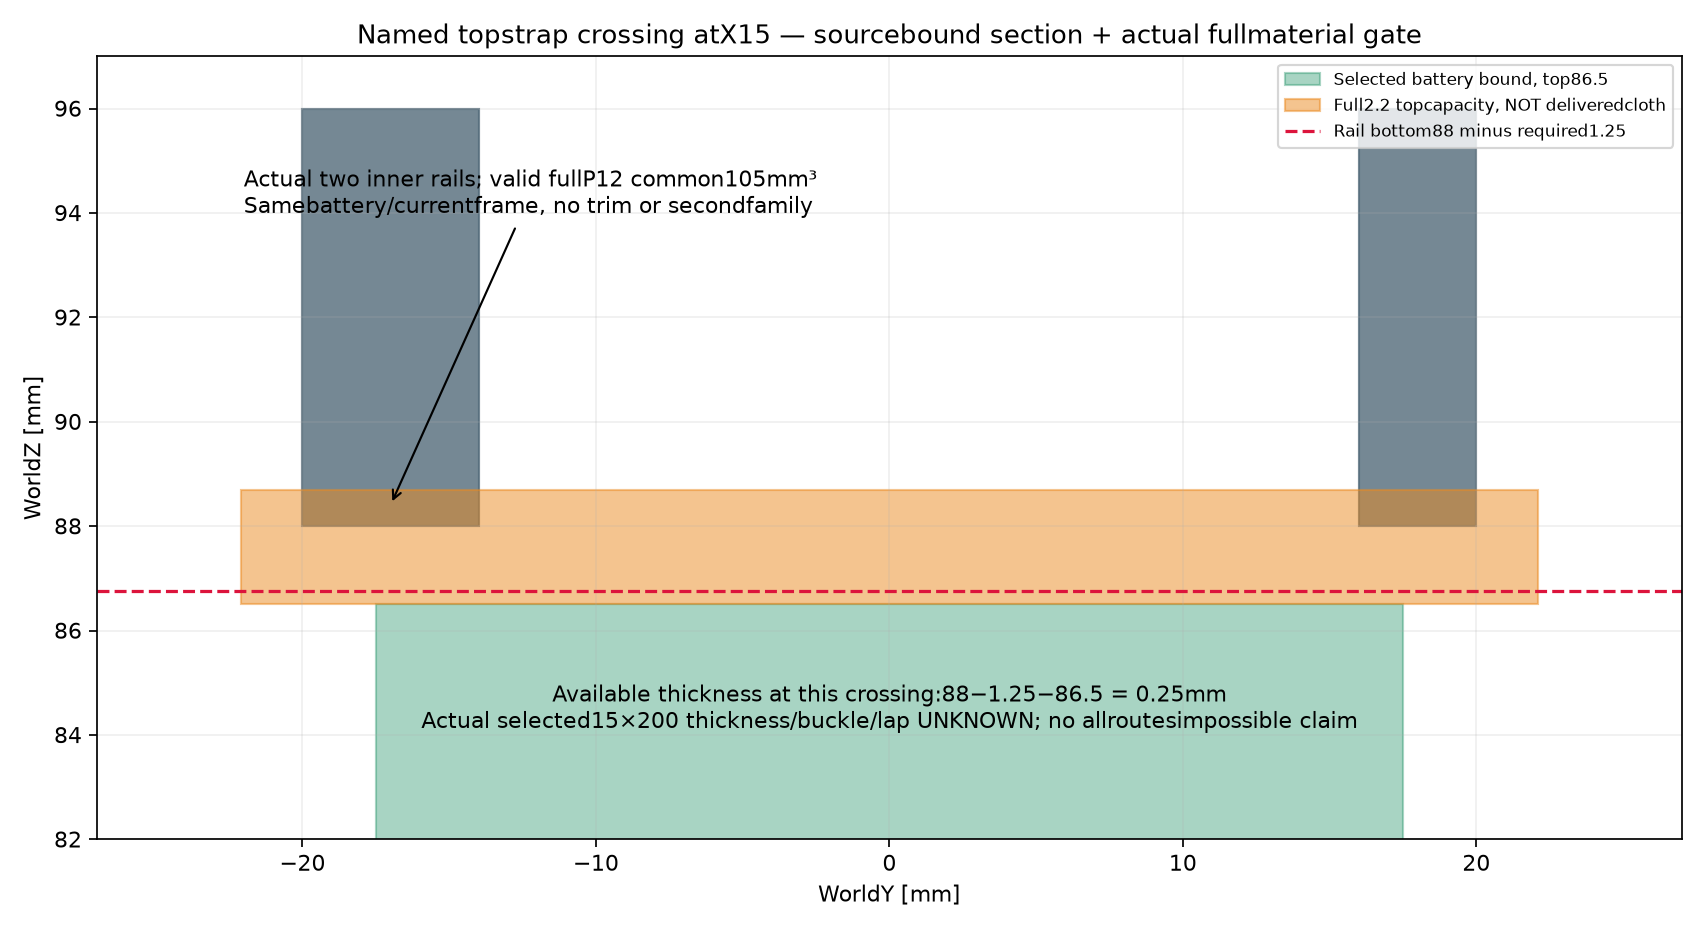 Named topstrap crossing atX15 — sourcebound section + actual fullmaterial gate
Selected battery bound, top86.5
Full2.2 topcapacity, NOT deliveredcloth
Rail bottom88 minus required1.25
Actual two inner rails; valid fullP12 common105mm³
Samebattery/currentframe, no trim or secondfamily
Available thickness at this crossing:88−1.25−86.5 = 0.25mm
Actual selected15×200 thickness/buckle/lap UNKNOWN; no allroutesimpossible claim
WorldZ [mm]
96
94
92
90
88
86
84
82
−20
−10
0
10
20
WorldY [mm]